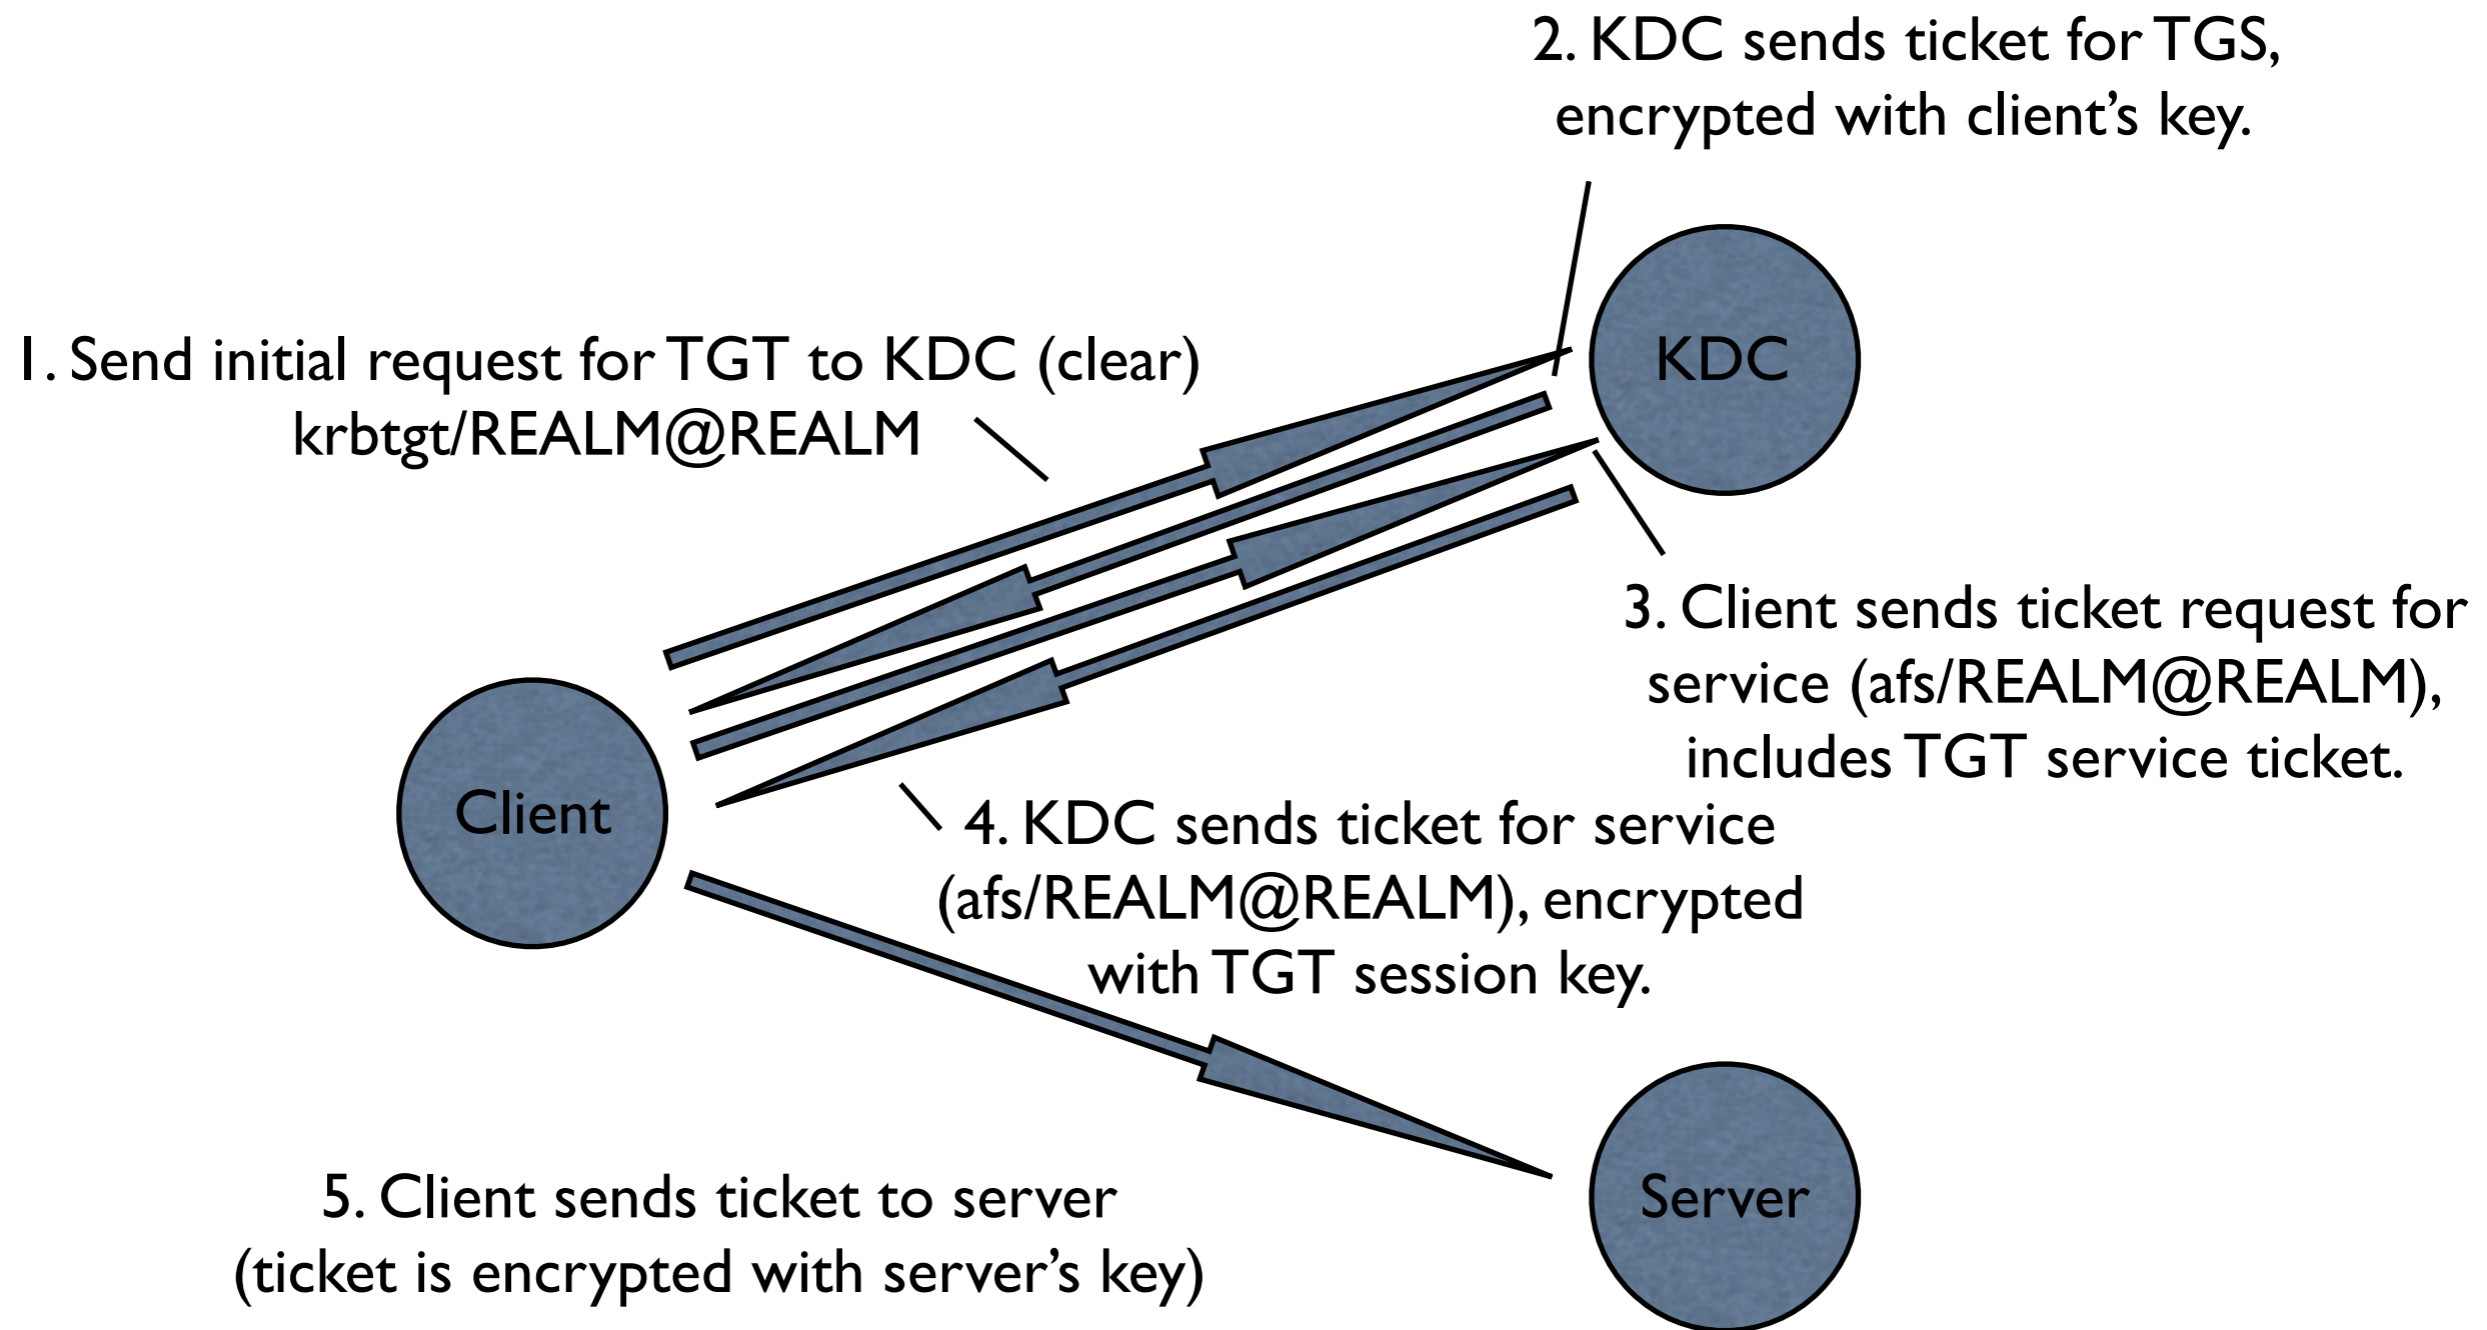 2. KDC sends ticket for TGS,
encrypted with client’s key.
KDC
1. Send initial request for TGT to KDC (clear)
krbtgt/REALM@REALM
3. Client sends ticket request for
service (afs/REALM@REALM),
includes TGT service ticket.
Client
4. KDC sends ticket for service
(afs/REALM@REALM), encrypted
with TGT session key.
5. Client sends ticket to server
(ticket is encrypted with server’s key)
Server